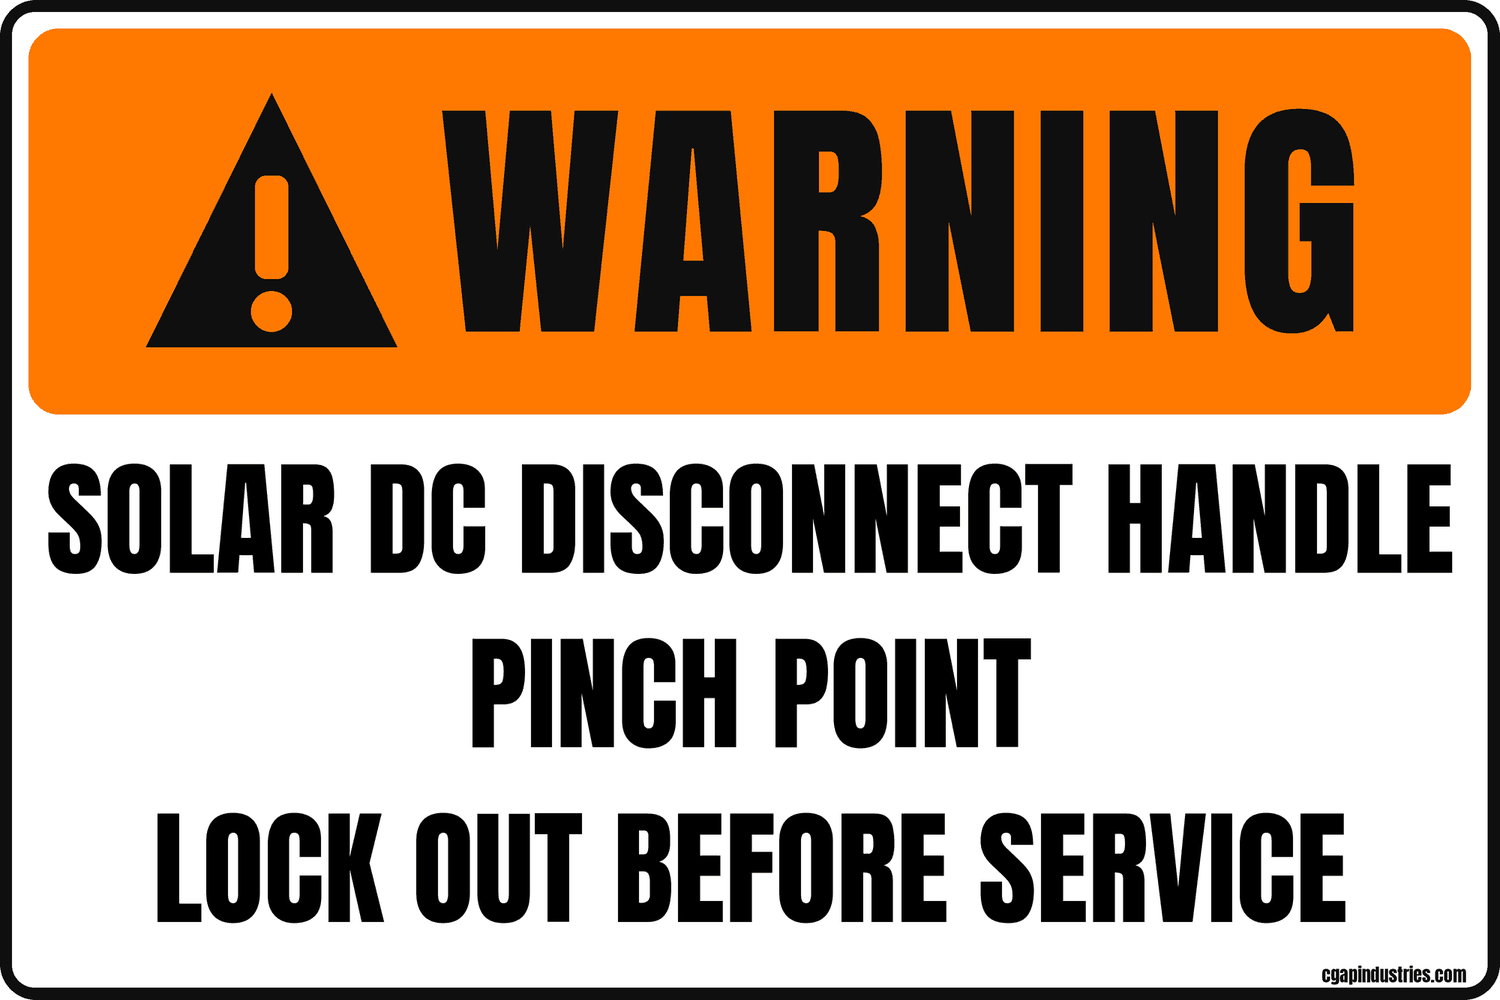 WARNING
SOLAR DC DISCONNECT HANDLE
PINCH POINT
LOCK OUT BEFORE SERVICE
cgapindustries.com